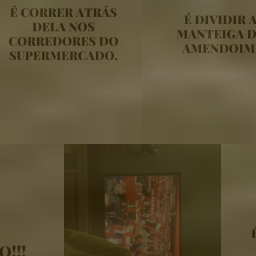 É CORRER ATRÁS
DELA NOS
CORREDORES DO
SUPERMERCADO.
É DIVIDIR A
MANTEIGA D
AMENDOIM
O!!!
É